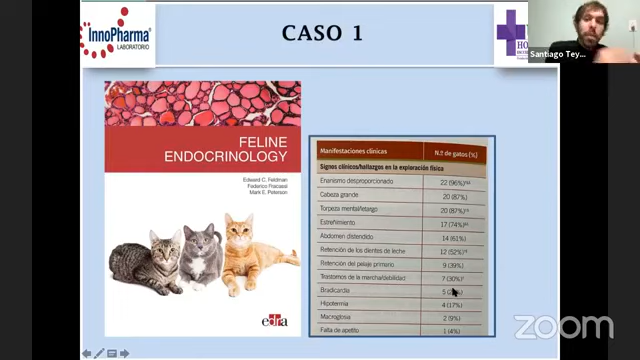 InnoPharma
LABORATORIO
CASO 1
Santiago Tey...
FELINE
ENDOCRINOLOGY
Edward C. Feldman
Federico Fracassi
Mark E. Peterson
edra
Manifestaciones clínicas
N.º de gatos (%)
Signos clínicos/hallazgos en la exploración física
Enanismo desproporcionado
22 (96%)
Cabeza grande
20 (87%)
Torpeza mental/letargo
20 (87%)
Estreñimiento
17 (74%)
Abdomen distendido
14 (61%)
Retención de los dientes de leche
12 (52%)
Retención del pelaje primario
9 (39%)
Trastornos de la marcha/debilidad
7 (30%)
Bradicardia
Hipotermia
4 (17%)
Macroglosia
2 (9%)
Falta de apetito
1 (4%)
zoom